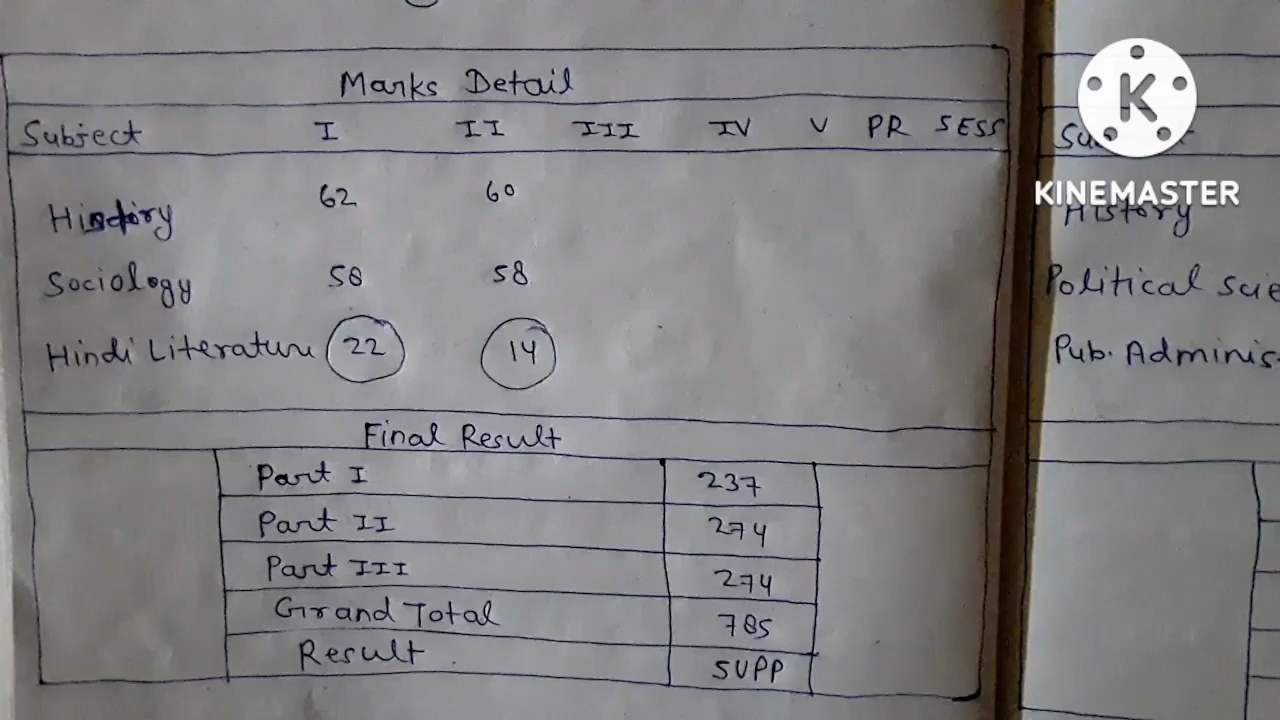 Marks Detail
Subject I II III IV V PR SESS
62 60
Sociology 58 58
Hindi Literature 22 14
Final Result
Part I 237
Part II 274
Part III 274
Grand Total 785
Result SUPP
KINEMASTER
History
Political Scie
Pub. Adminis